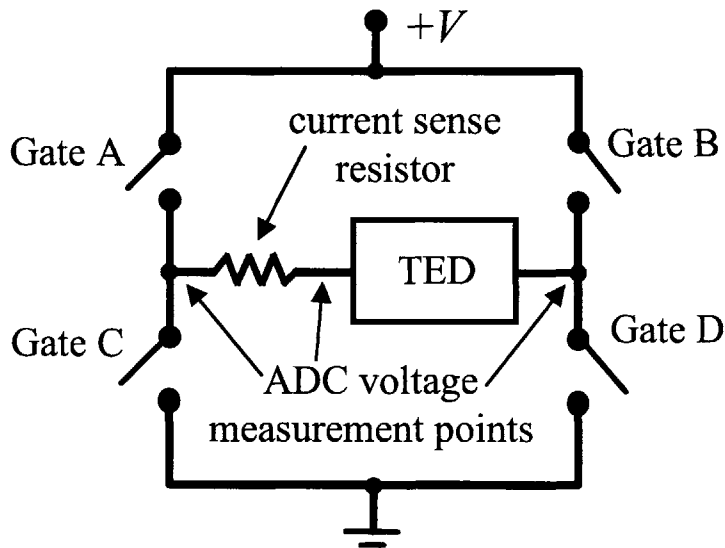 +V
current sense
resistor
Gate A
Gate B
TED
Gate C
Gate D
ADC voltage
measurement points